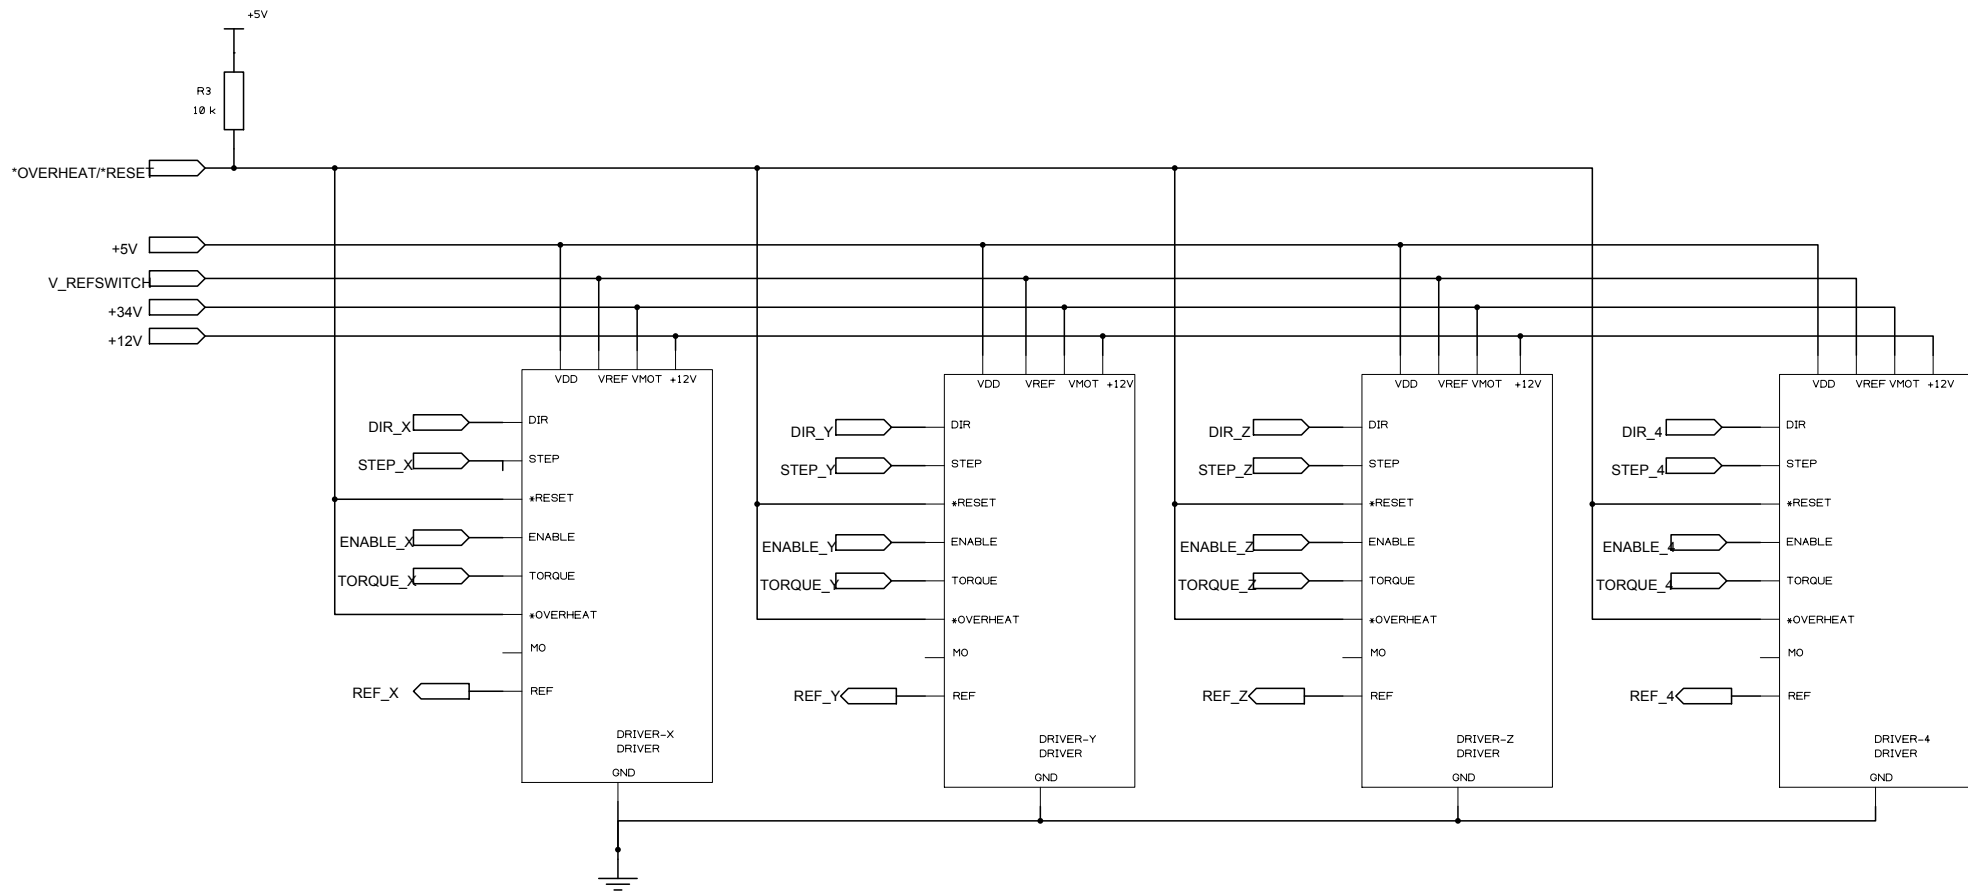 +5V
R3
10 k
*OVERHEAT/*RESET
+5V
V_REFSWITCH
+34V
+12V
VDD VREF VMOT +12V
DIR_X DIR
STEP_X STEP
*RESET
ENABLE_X ENABLE
TORQUE_X TORQUE
*OVERHEAT
MO
REF_X REF
DRIVER-X
DRIVER
GND
VDD VREF VMOT +12V
DIR_Y DIR
STEP_Y STEP
*RESET
ENABLE_Y ENABLE
TORQUE_Y TORQUE
*OVERHEAT
MO
REF_Y REF
DRIVER-Y
DRIVER
GND
VDD VREF VMOT +12V
DIR_Z DIR
STEP_Z STEP
*RESET
ENABLE_Z ENABLE
TORQUE_Z TORQUE
*OVERHEAT
MO
REF_Z REF
DRIVER-Z
DRIVER
GND
VDD VREF VMOT +12V
DIR_4 DIR
STEP_4 STEP
*RESET
ENABLE_4 ENABLE
TORQUE_4 TORQUE
*OVERHEAT
MO
REF_4 REF
DRIVER-4
DRIVER
GND